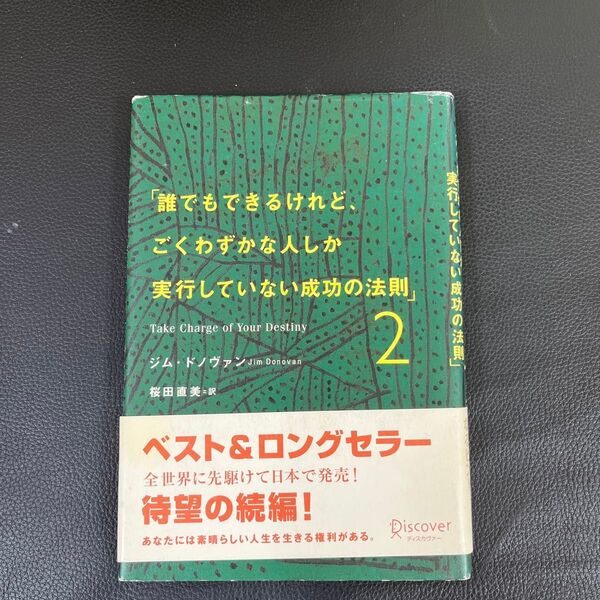 「誰でもできるけれど、
ごくわずかな人しか
実行していない成功の法則」
Take Charge of Your Destiny
2
ジム・ドノヴァン Jim Donovan
桜田直美=訳
ベスト&ロングセラー
全世界に先駆けて日本で発売!
待望の続編!
あなたには素晴らしい人生を生きる権利がある。
Discover
ディスカヴァー
実行していない成功の法則」